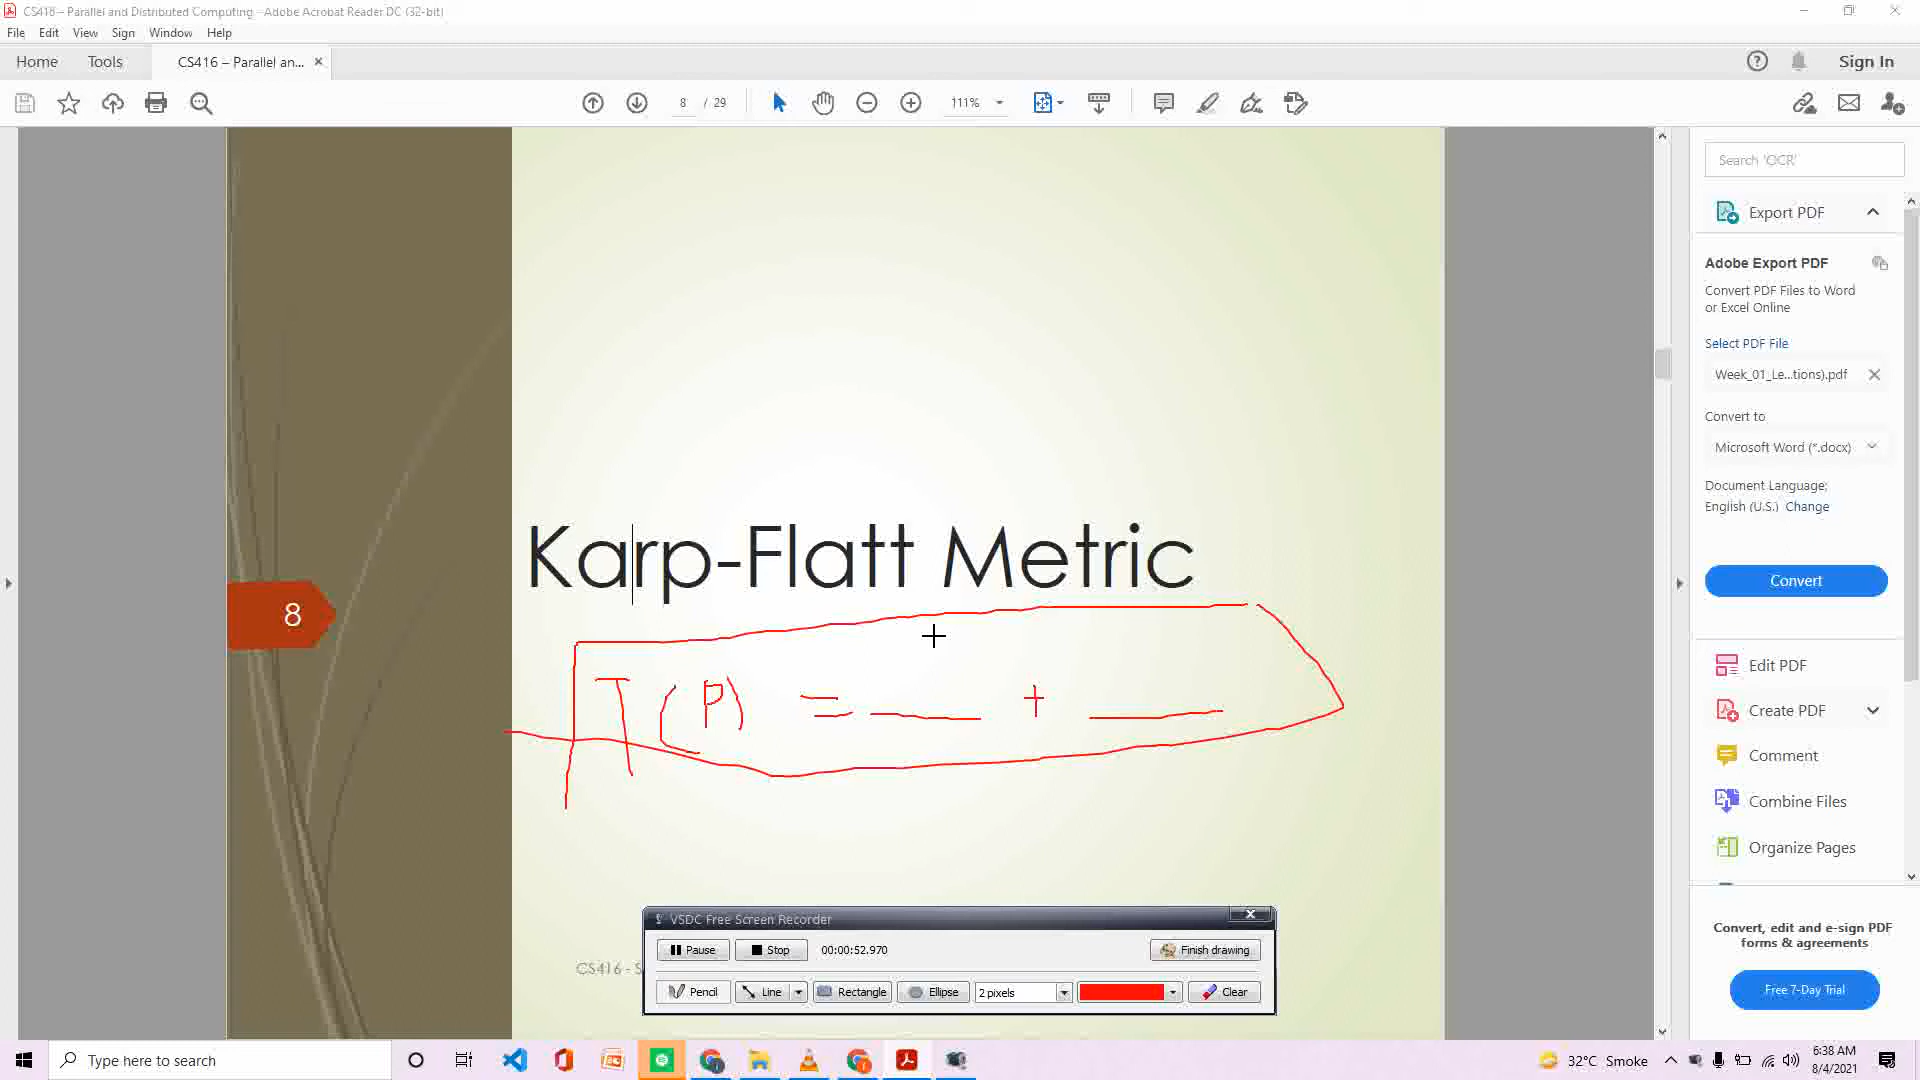 CS416 – Parallel and Distributed Computing - Adobe Acrobat Reader DC (32-bit)
File Edit View Sign Window Help
Home Tools CS416 – Parallel an... × Sign In
8 / 29 111%
Search 'OCR'
Export PDF
Adobe Export PDF
Convert PDF Files to Word
or Excel Online
Select PDF File
Week_01_Le...tions).pdf
Convert to
Microsoft Word (*.docx)
Document Language:
English (U.S.) Change
Convert
Edit PDF
Create PDF
Comment
Combine Files
Organize Pages
Convert, edit and e-sign PDF
forms & agreements
Free 7-Day Trial
Karp-Flatt Metric
8
T (P) = ___ + ___
CS416 - S
VSDC Free Screen Recorder
Pause Stop 00:00:52.970 Finish drawing
Pencil Line Rectangle Ellipse 2 pixels Clear
Type here to search
32°C Smoke
6:38 AM
8/4/2021